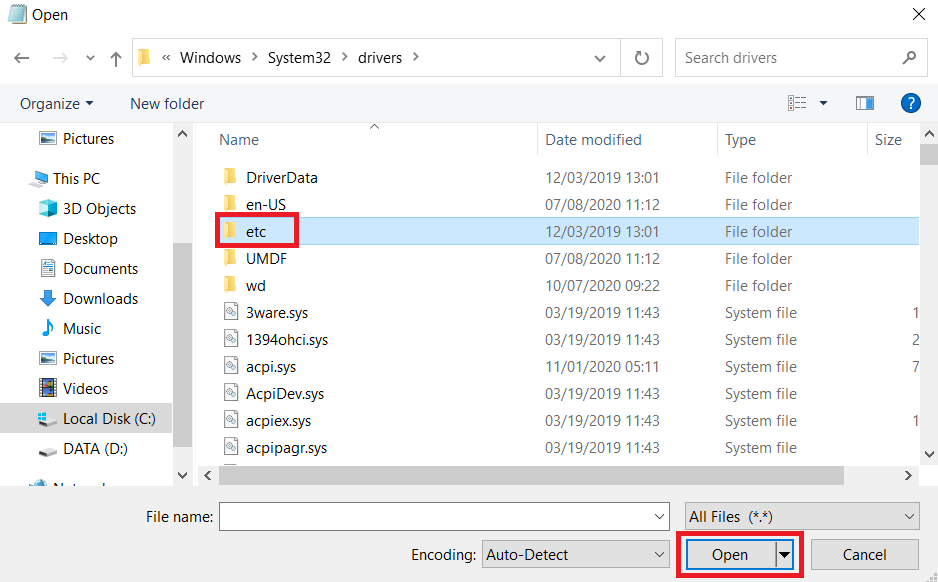 Open
« Windows > System32 > drivers >
Search drivers
Organize
New folder
?
Pictures
This PC
3D Objects
Desktop
Documents
Downloads
Music
Pictures
Videos
Local Disk (C:)
DATA (D:)
Name Date modified Type Size
DriverData 12/03/2019 13:01 File folder
en-US 07/08/2020 11:12 File folder
etc 12/03/2019 13:01 File folder
UMDF 07/08/2020 11:12 File folder
wd 10/07/2020 09:22 File folder
3ware.sys 03/19/2019 11:43 System file 1
1394ohci.sys 03/19/2019 11:43 System file 2
acpi.sys 11/01/2020 05:11 System file 7
AcpiDev.sys 03/19/2019 11:43 System file
acpiex.sys 03/19/2019 11:43 System file 1
acpipagr.sys 03/19/2019 11:43 System file
File name:
All Files (*.*)
Encoding: Auto-Detect
Open
Cancel